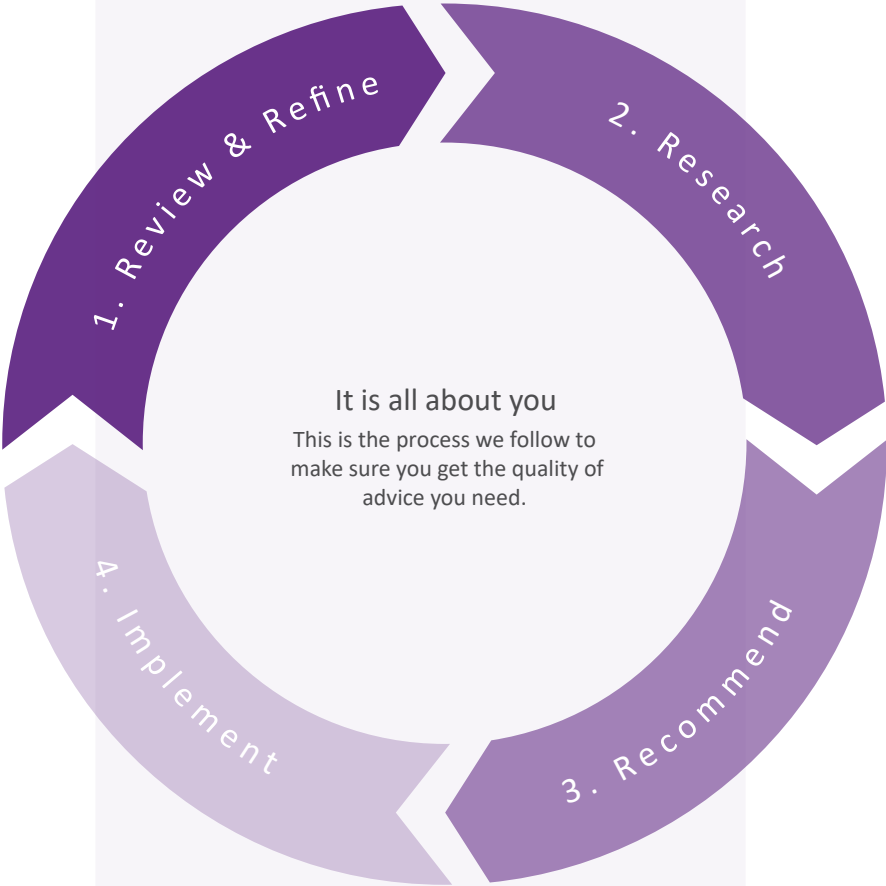 1. Review & Refine
2. Research
3. Recommend
4. Implement
It is all about you
This is the process we follow to
make sure you get the quality of
advice you need.